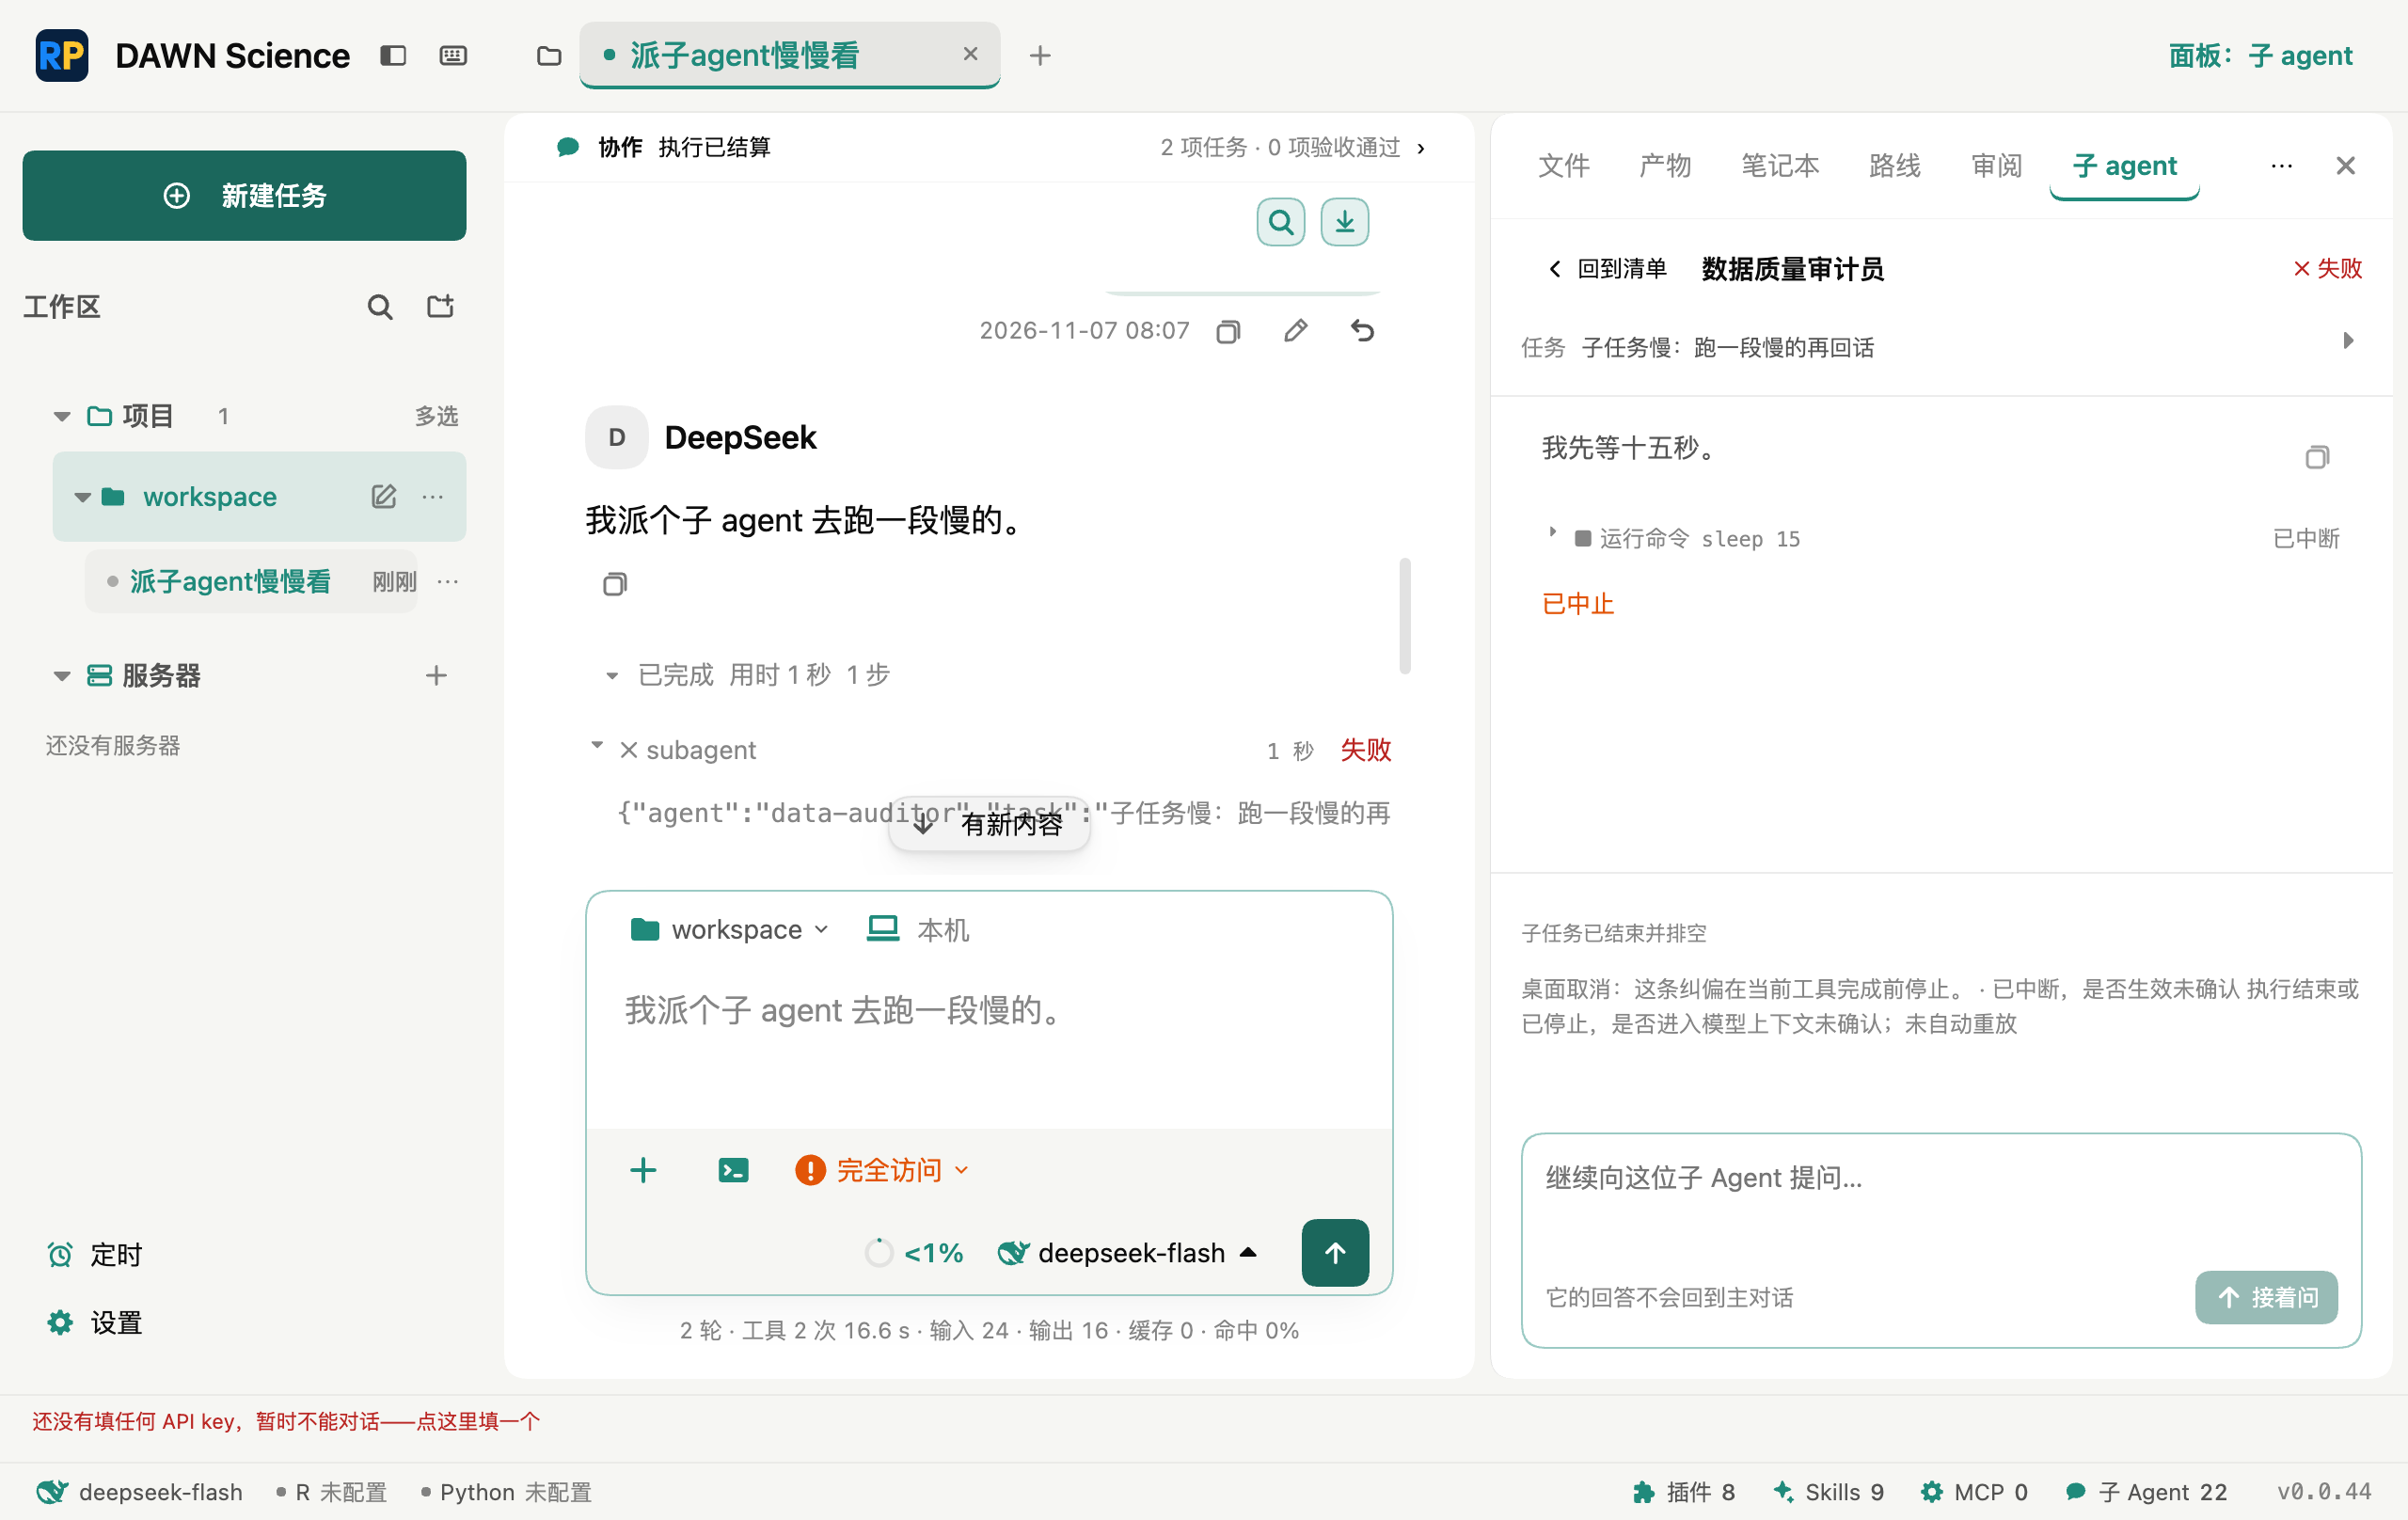 RP DAWN Science
派子agent慢慢看
面板：子 agent
新建任务
工作区
项目 1 多选
workspace
派子agent慢慢看 刚刚
服务器
还没有服务器
定时
设置
协作 执行已结算 2 项任务 · 0 项验收通过
2026-11-07 08:07
D DeepSeek
我派个子 agent 去跑一段慢的。
已完成 用时 1 秒 1 步
subagent 1 秒 失败
{"agent":"data-auditor","task":"子任务慢：跑一段慢的再
有新内容
workspace 本机
我派个子 agent 去跑一段慢的。
完全访问
<1% deepseek-flash
2 轮 · 工具 2 次 16.6 s · 输入 24 · 输出 16 · 缓存 0 · 命中 0%
文件 产物 笔记本 路线 审阅 子 agent
回到清单 数据质量审计员 失败
任务 子任务慢：跑一段慢的再回话
我先等十五秒。
运行命令 sleep 15 已中断
已中止
子任务已结束并排空
桌面取消：这条纠偏在当前工具完成前停止。 · 已中断，是否生效未确认 执行结束或
已停止，是否进入模型上下文未确认；未自动重放
继续向这位子 Agent 提问...
它的回答不会回到主对话 接着问
还没有填任何 API key，暂时不能对话——点这里填一个
deepseek-flash R 未配置 Python 未配置
插件 8 Skills 9 MCP 0 子 Agent 22 v0.0.44